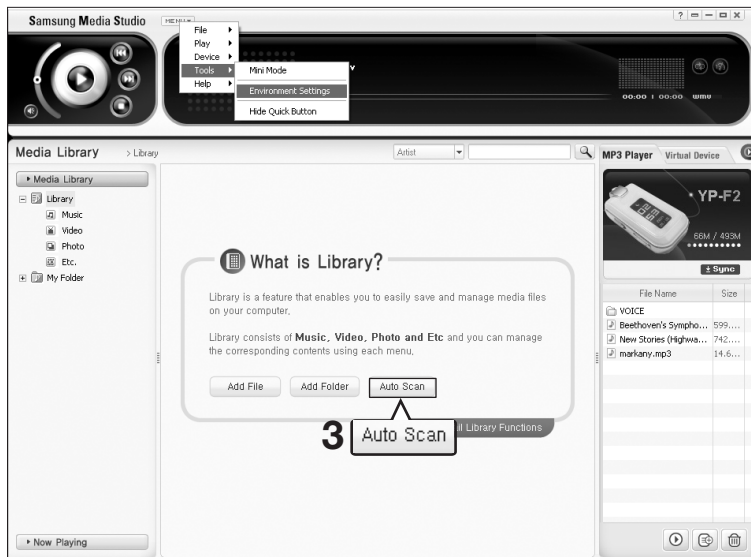 Samsung Media Studio
MENU
File
Play
Device
Tools
Help
Mini Mode
Environment Settings
Hide Quick Button
00:00 | 00:00 WMV
Media Library
> Library
Artist
Media Library
Library
Music
Video
Photo
Etc.
My Folder
Now Playing
What is Library?
Library is a feature that enables you to easily save and manage media files
on your computer.
Library consists of Music, Video, Photo and Etc and you can manage
the corresponding contents using each menu.
Add File
Add Folder
Auto Scan
3 Auto Scan
Library Functions
MP3 Player
Virtual Device
YP-F2
66M / 493M
Sync
File Name Size
VOICE
Beethoven's Sympho... 599....
New Stories (Highwa... 742....
markany.mp3 14.6...